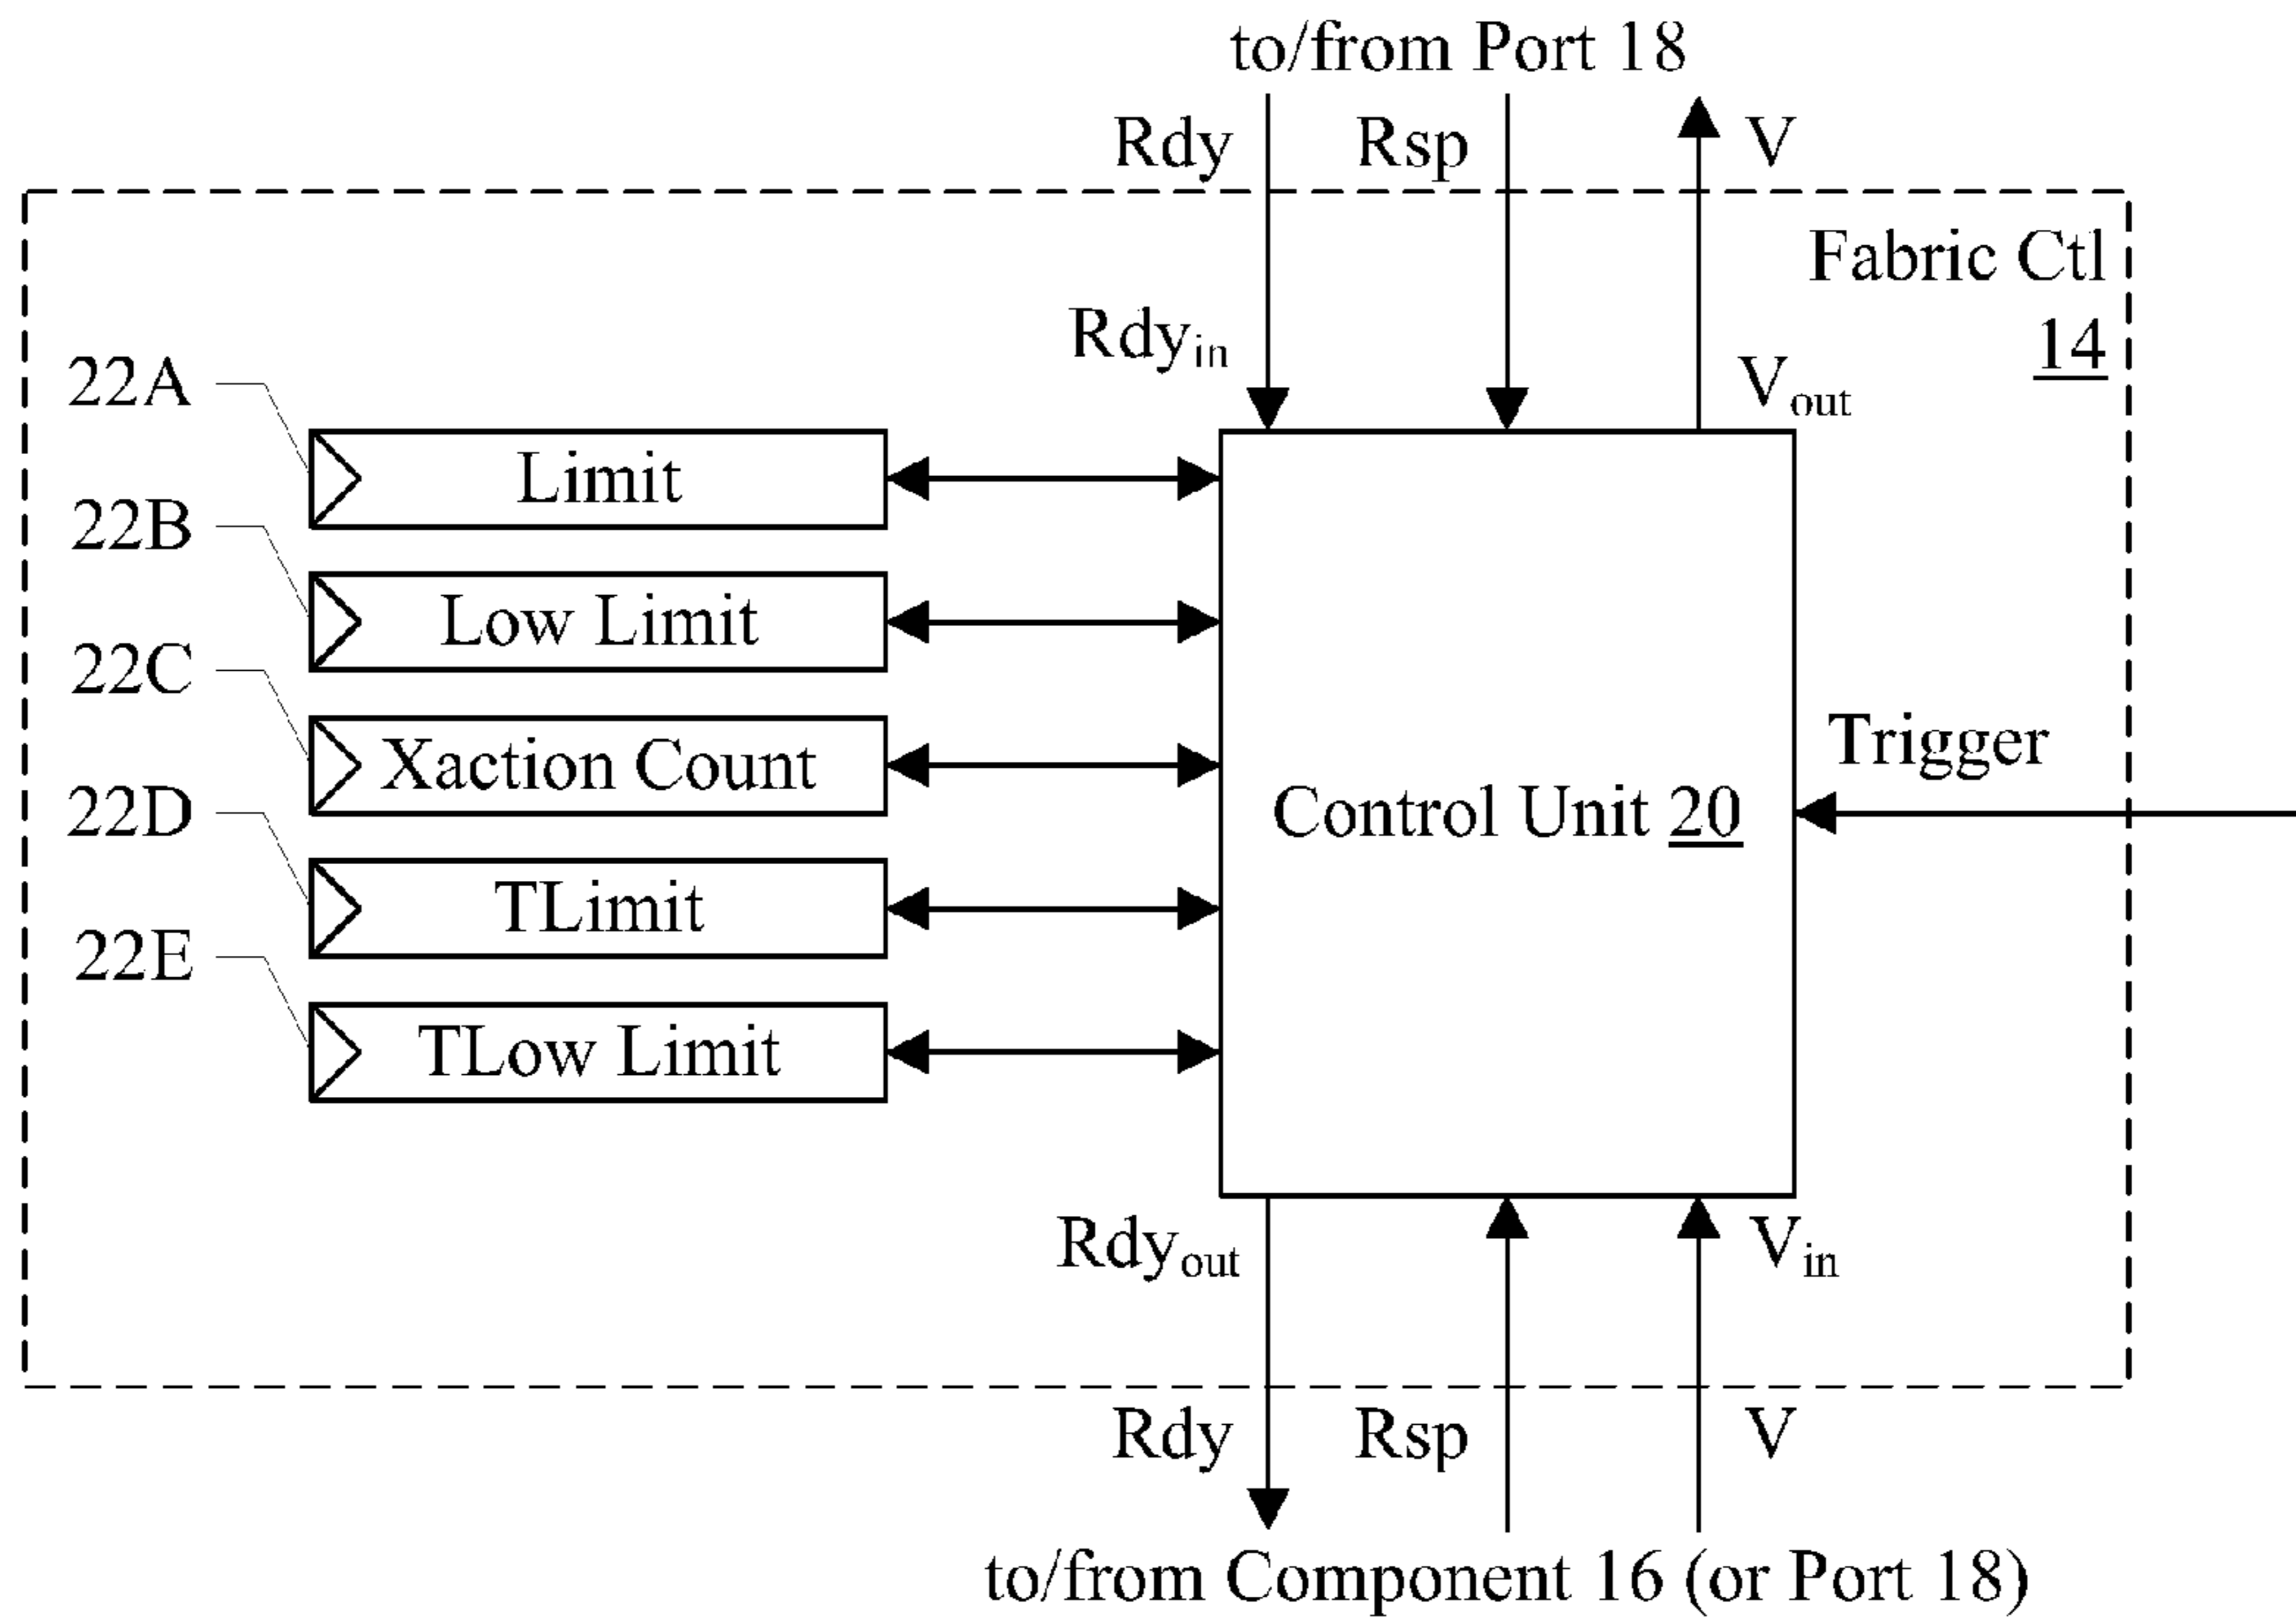 to/from Port 18
Rdy
Rsp
V
Fabric Ctl
14
Rdyin
Vout
22A
Limit
22B
Low Limit
22C
Xaction Count
Trigger
22D
Control Unit 20
TLimit
22E
TLow Limit
Rdyout
Vin
Rdy
Rsp
V
to/from Component 16 (or Port 18)